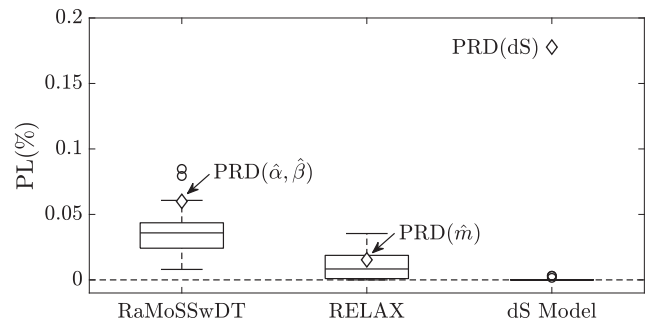 0.2
PRD(dS)
0.15
PL(%)
0.1
PRD(α̂, β̂)
0.05
PRD(m̂)
0
RaMoSSwDT RELAX dS Model